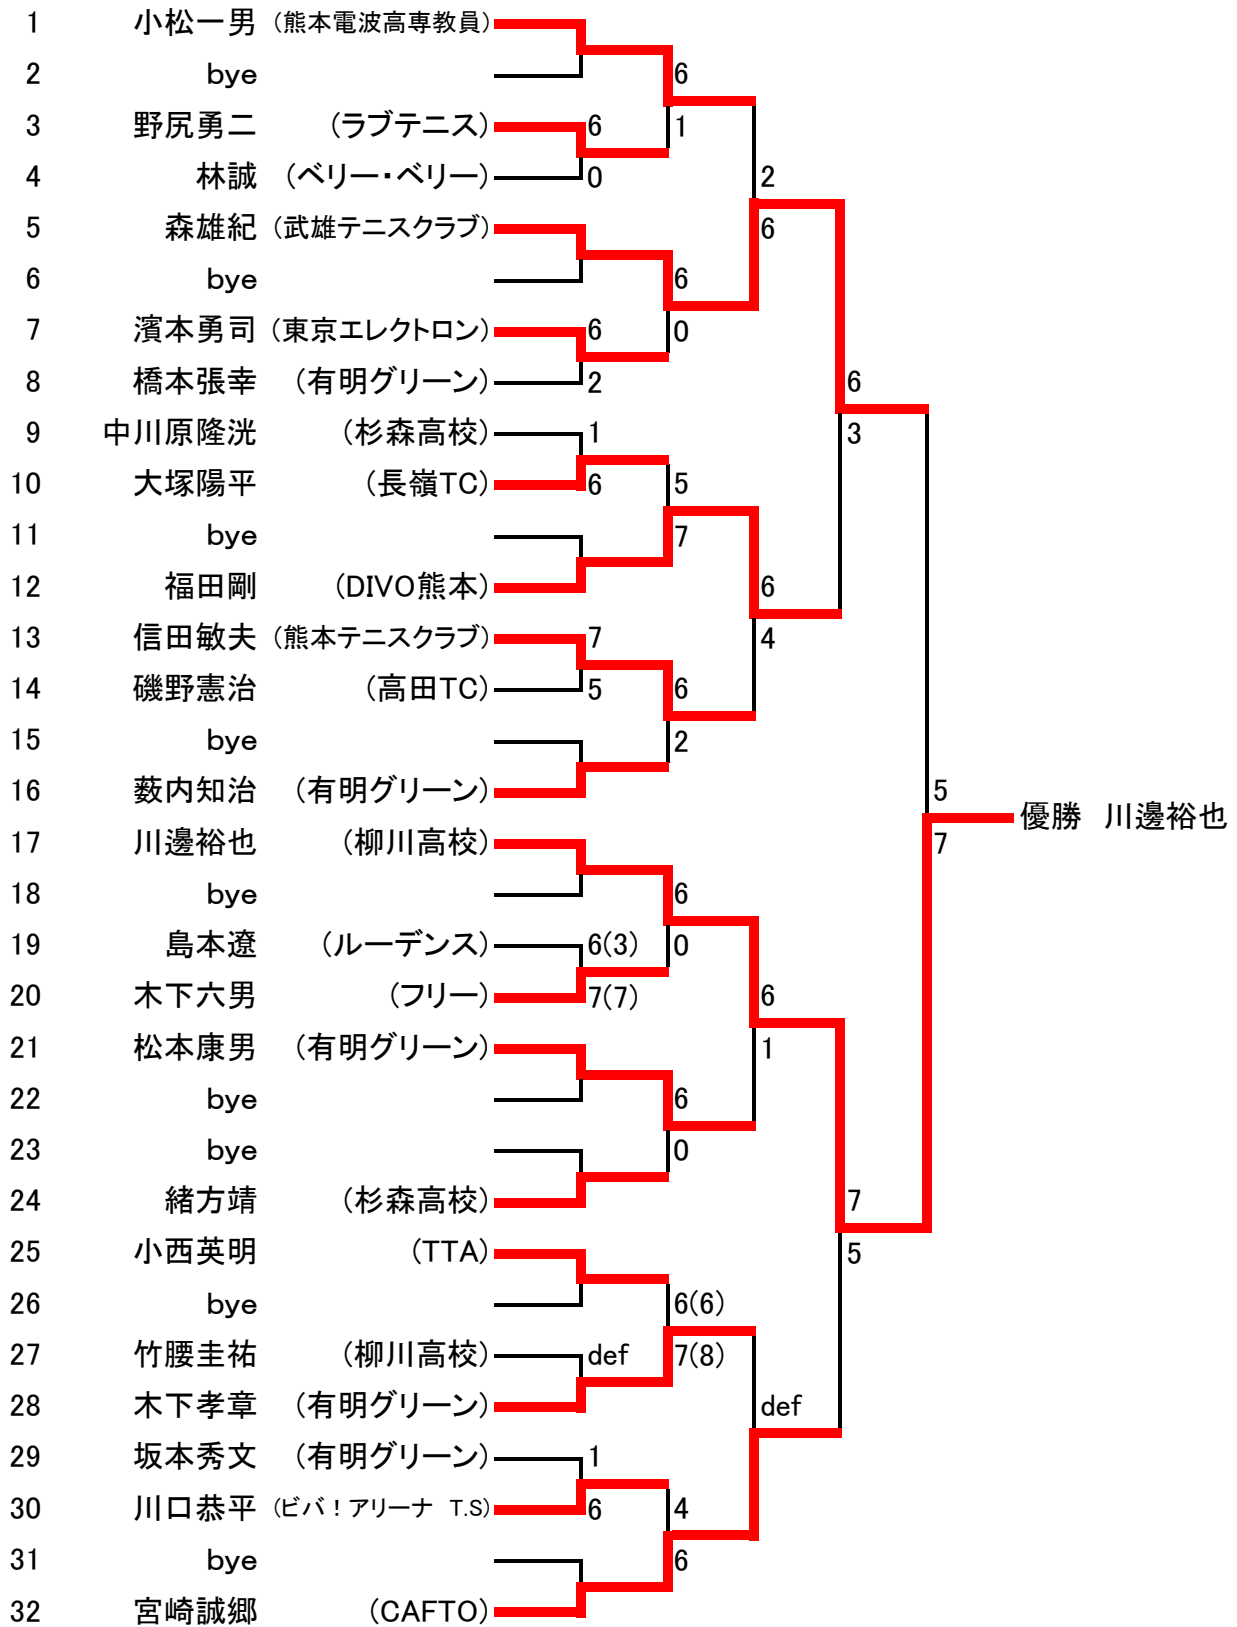 1 小松一男 (熊本電波高専教員)
2 bye 6
3 野尻勇二 (ラブテニス) 6 1
4 林誠 (ベリー・ベリー) 0 2
5 森雄紀 (武雄テニスクラブ) 6
6 bye 6
7 濱本勇司 (東京エレクトロン) 6 0
8 橋本張幸 (有明グリーン) 2 6
9 中川原隆洸 (杉森高校) 1 3
10 大塚陽平 (長嶺TC) 6 5
11 bye 7
12 福田剛 (DIVO熊本) 6
13 信田敏夫 (熊本テニスクラブ) 7 4
14 磯野憲治 (高田TC) 5 6
15 bye 2
16 薮内知治 (有明グリーン) 5
優勝 川邊裕也
17 川邊裕也 (柳川高校) 7
18 bye 6
19 島本遼 (ルーデンス) 6(3) 0
20 木下六男 (フリー) 7(7) 6
21 松本康男 (有明グリーン) 1
22 bye 6
23 bye 0
24 緒方靖 (杉森高校) 7
25 小西英明 (TTA) 5
26 bye 6(6)
27 竹腰圭祐 (柳川高校) def 7(8)
28 木下孝章 (有明グリーン) def
29 坂本秀文 (有明グリーン) 1
30 川口恭平 (ビバ！アリーナ T.S) 6 4
31 bye 6
32 宮崎誠郷 (CAFTO)